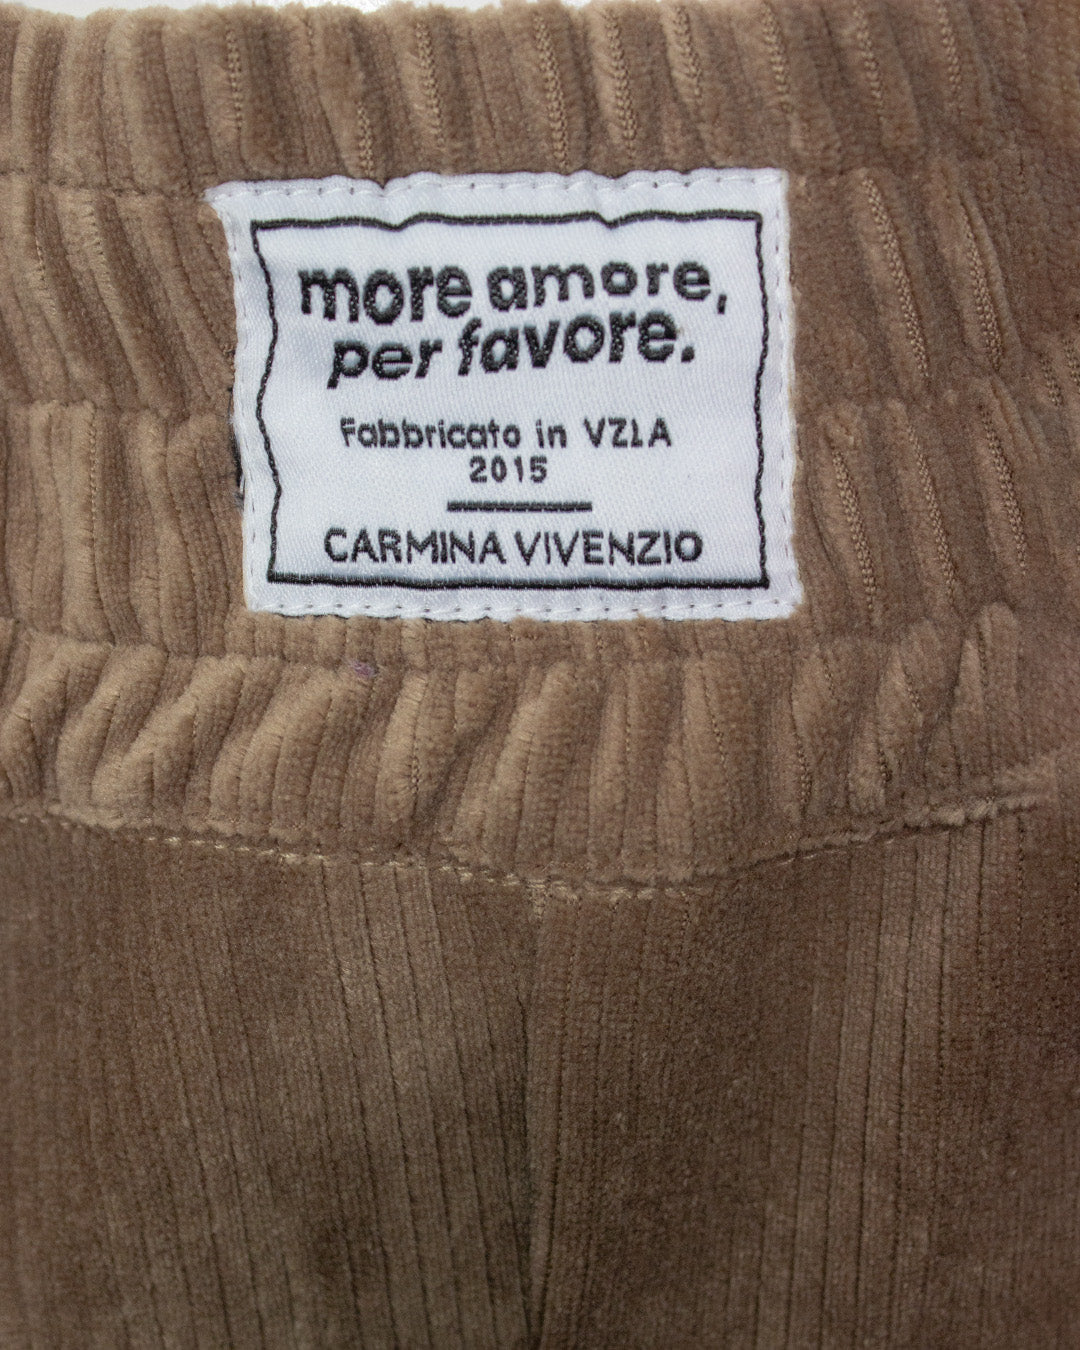 more amore,
per favore.
Fabbricato in VZLA
2015
CARMINA VIVENZIO